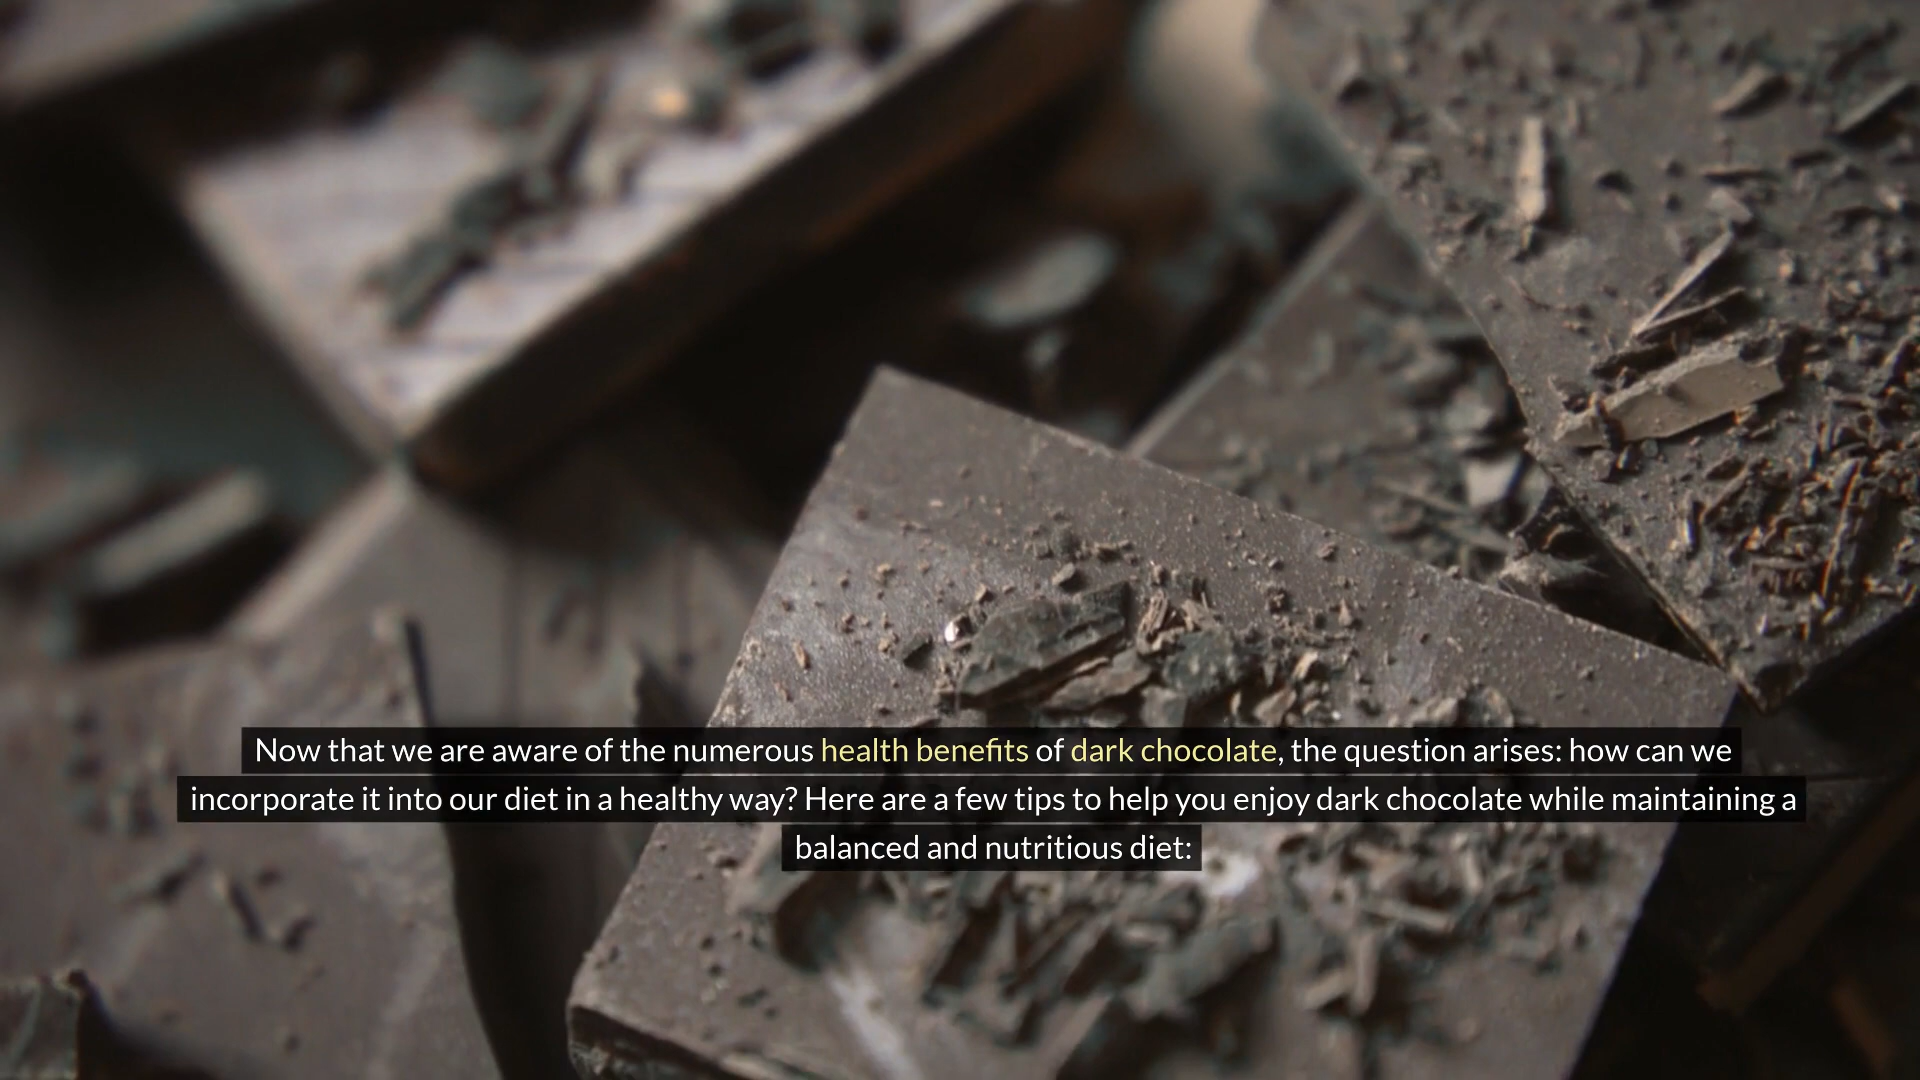 Now that we are aware of the numerous health benefits of dark chocolate, the question arises: how can we
incorporate it into our diet in a healthy way? Here are a few tips to help you enjoy dark chocolate while maintaining a
balanced and nutritious diet: